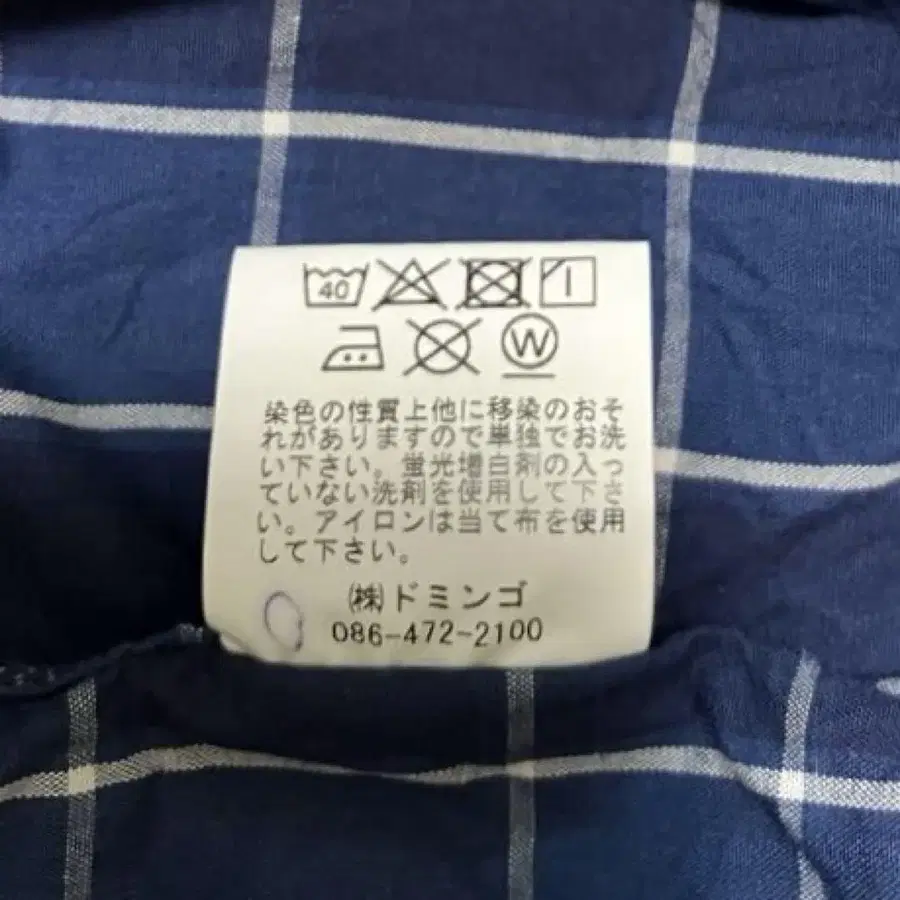 40
W
染色の性質上他に移染のおそ
れがありますので単独でお洗
い下さい。蛍光増白剤の入っ
ていない洗剤を使用して下さ
い。アイロンは当て布を使用
して下さい。
㈱ドミンゴ
086-472-2100